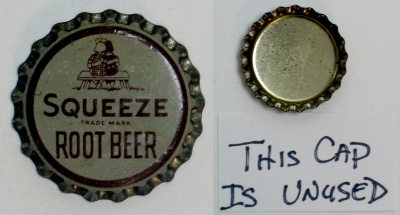 SQUEEZE
TRADE MARK
ROOT BEER
THIS CAP
IS UNUSED